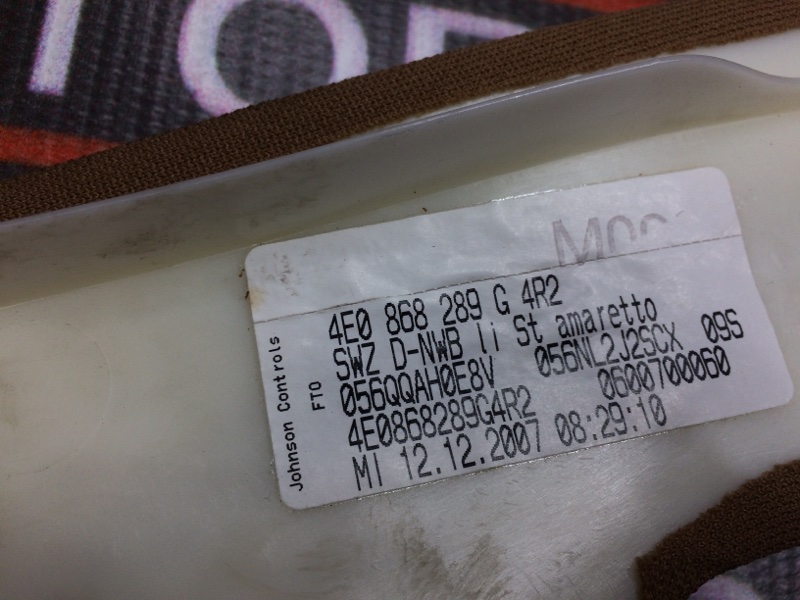 4E0 868 289 G 4R2
SWZ D-NWB li St amaretto
056QQAH0E8V 056NL2J2SCX 09S
4E0868289G4R2 0600700060
MI 12.12.2007 08:29:10
Johnson Controls
FTO